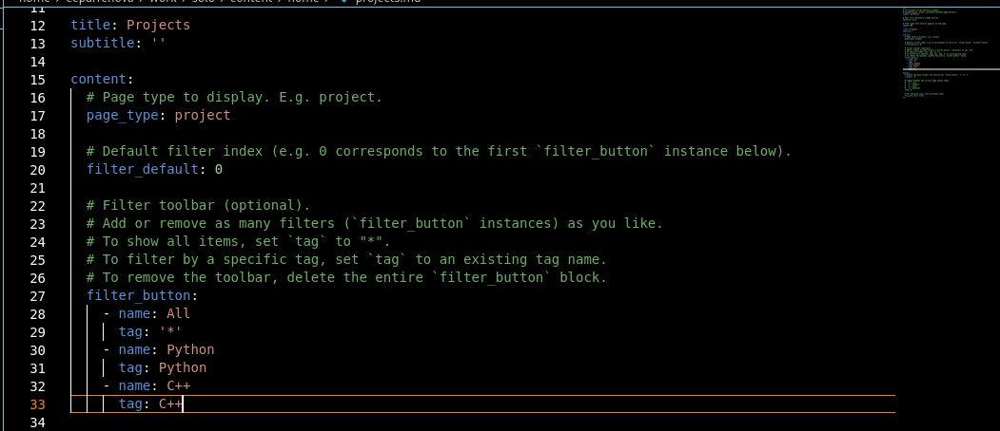 home > ceparrenova > work > solo > content > home > projects.md
11
12 title: Projects
13 subtitle: ''
14
15 content:
16   # Page type to display. E.g. project.
17   page_type: project
18
19   # Default filter index (e.g. 0 corresponds to the first `filter_button` instance below).
20   filter_default: 0
21
22   # Filter toolbar (optional).
23   # Add or remove as many filters (`filter_button` instances) as you like.
24   # To show all items, set `tag` to "*".
25   # To filter by a specific tag, set `tag` to an existing tag name.
26   # To remove the toolbar, delete the entire `filter_button` block.
27   filter_button:
28     - name: All
29       tag: '*'
30     - name: Python
31       tag: Python
32     - name: C++
33       tag: C++
34